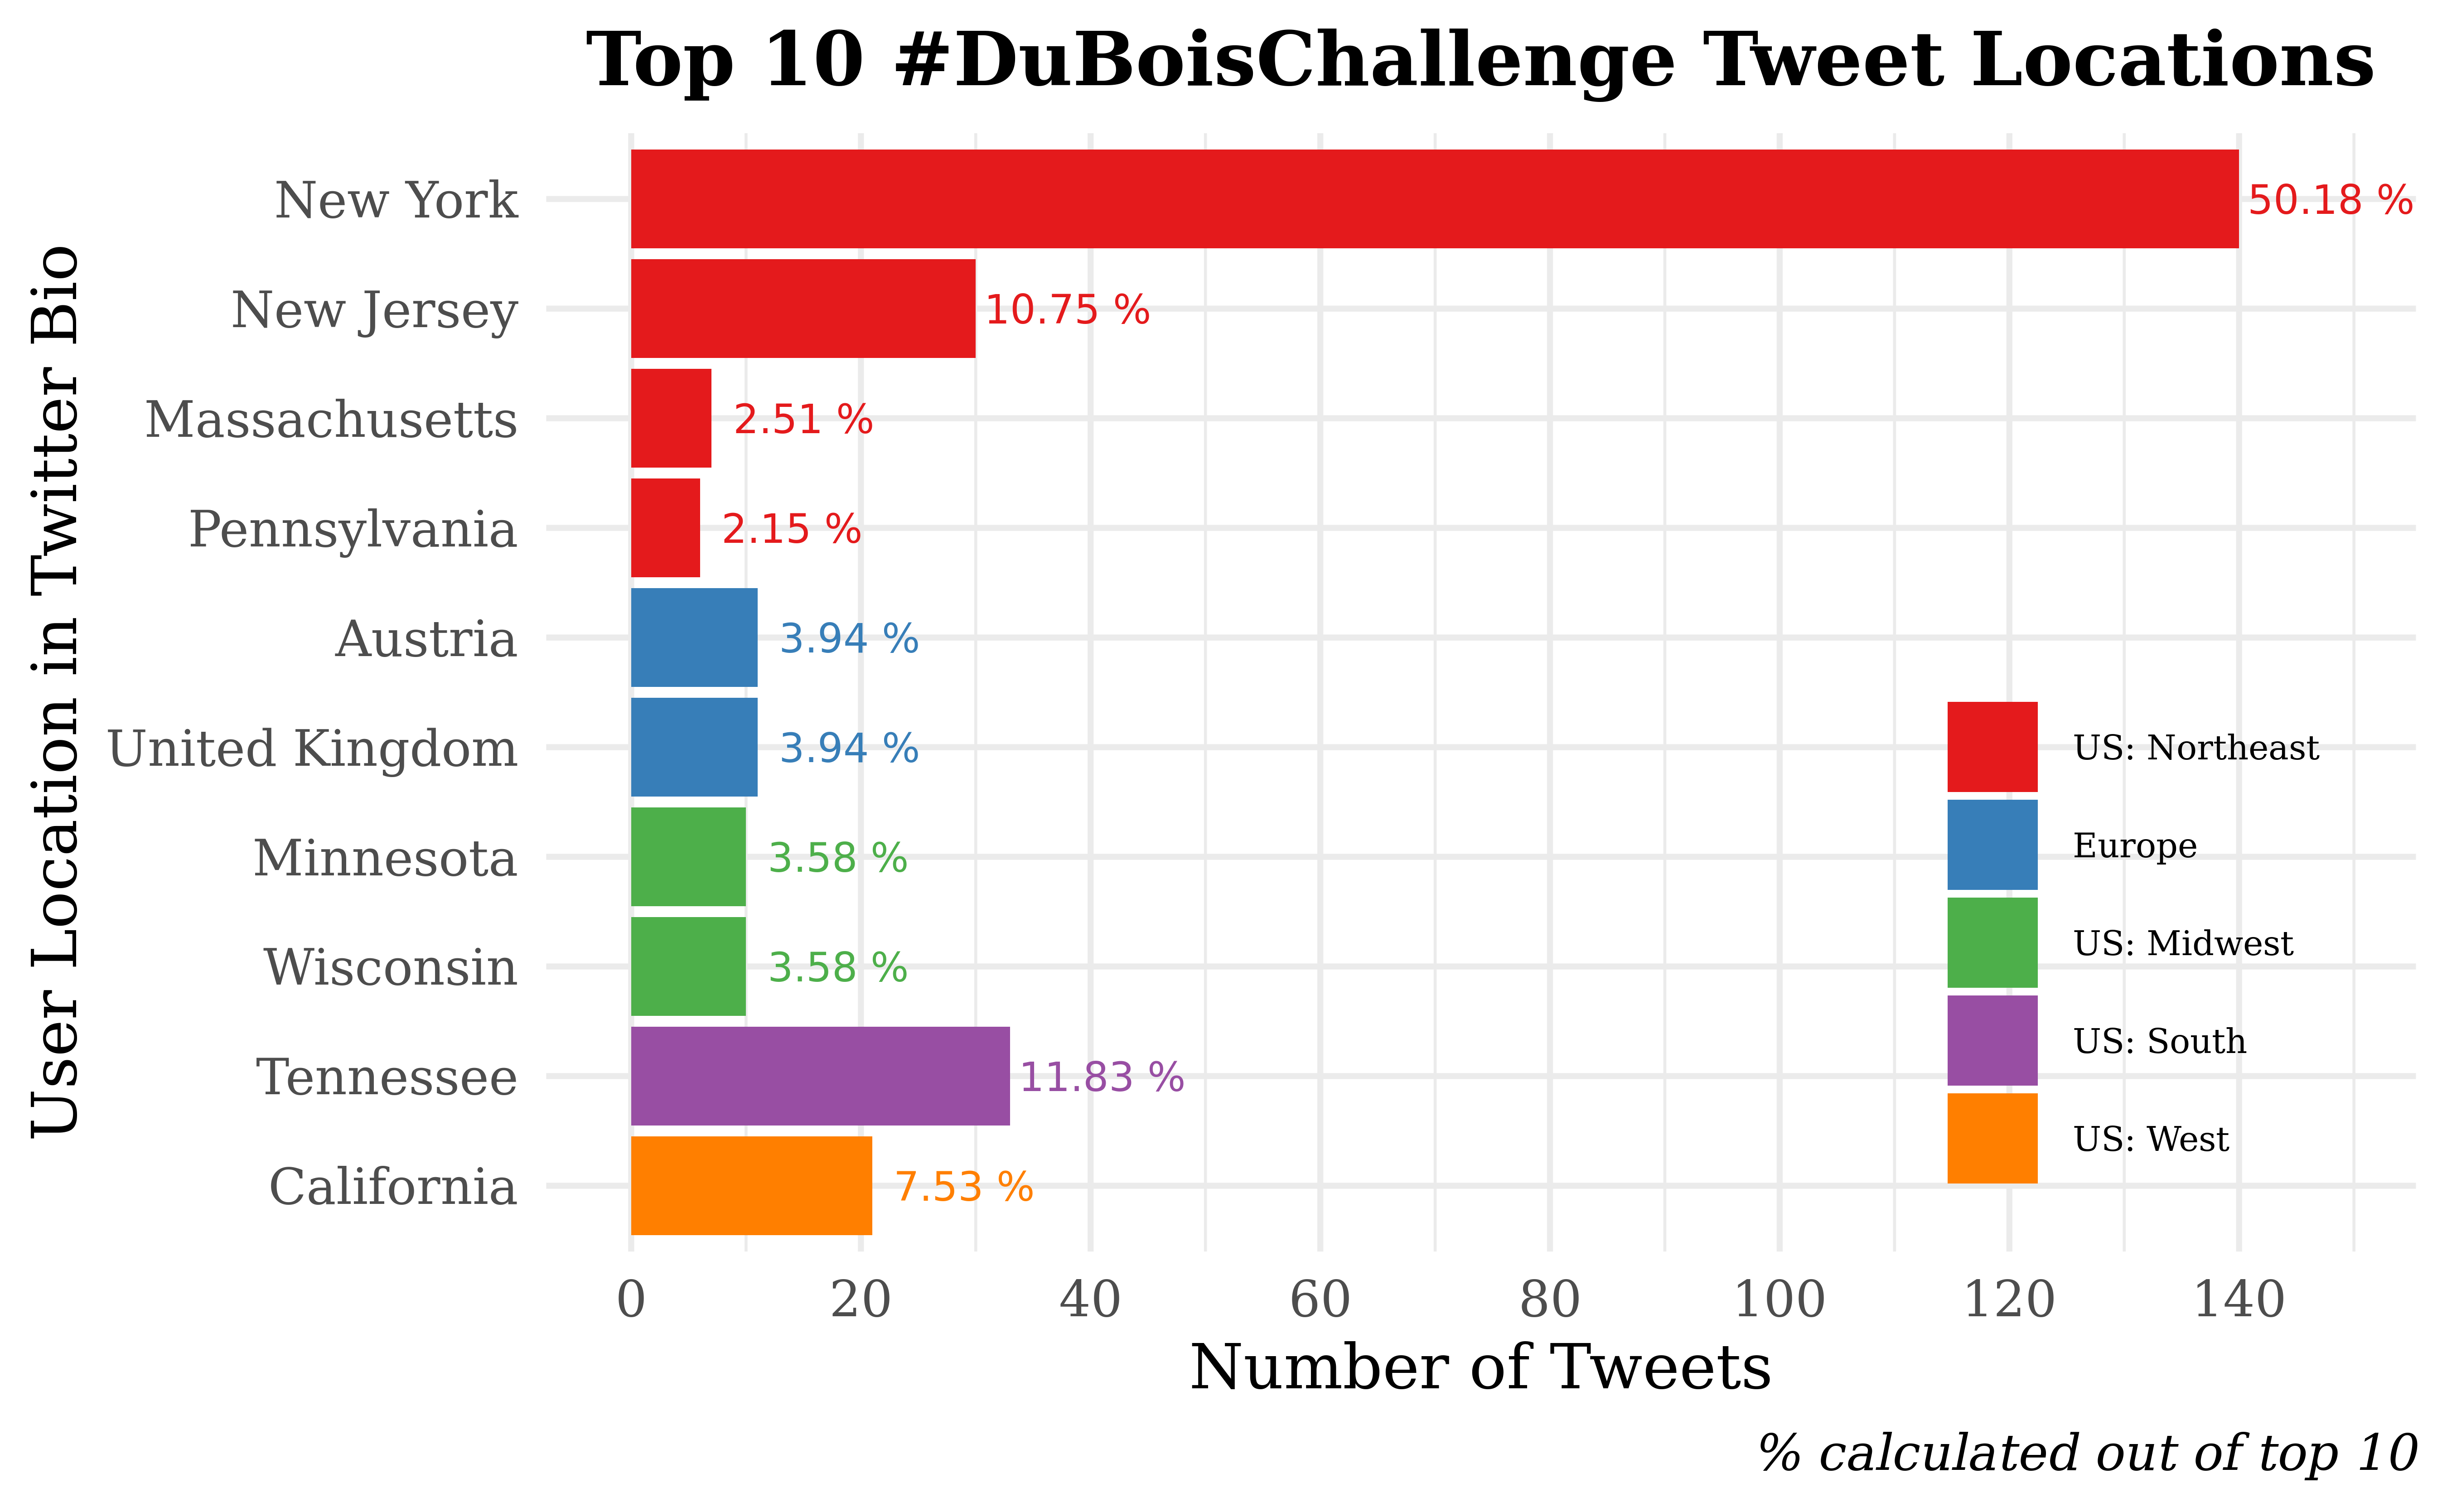 Top 10 #DuBoisChallenge Tweet Locations
User Location in Twitter Bio
New York 50.18 %
New Jersey 10.75 %
Massachusetts 2.51 %
Pennsylvania 2.15 %
Austria 3.94 %
United Kingdom 3.94 %
Minnesota 3.58 %
Wisconsin 3.58 %
Tennessee 11.83 %
California 7.53 %
US: Northeast
Europe
US: Midwest
US: South
US: West
0 20 40 60 80 100 120 140
Number of Tweets
% calculated out of top 10